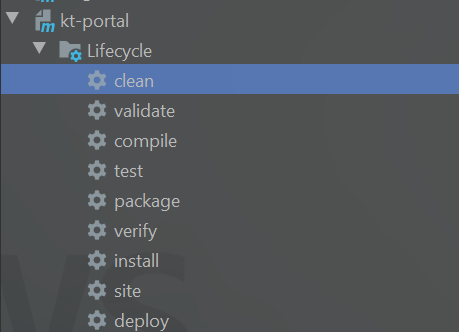 kt-portal
Lifecycle
clean
validate
compile
test
package
verify
install
site
deploy